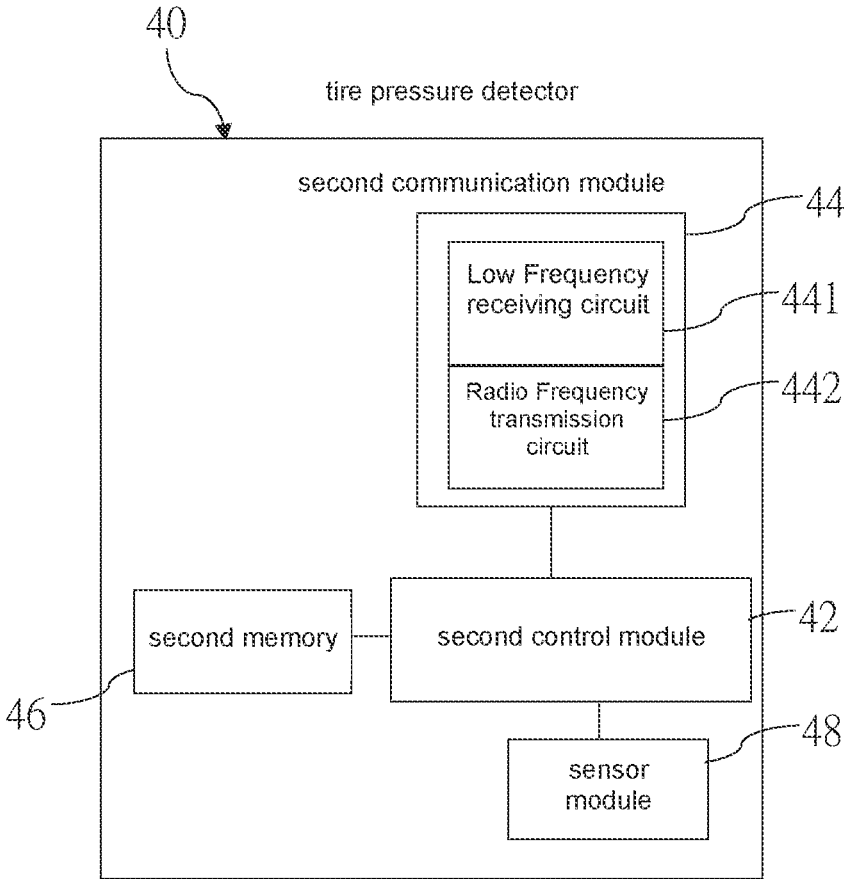 40
tire pressure detector
second communication module
44
Low Frequency
receiving circuit
441
Radio Frequency
transmission
circuit
442
second memory
second control module
42
46
48
sensor
module